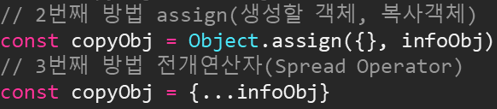 // 2번째 방법 assign(생성할 객체, 복사객체)
const copyObj = Object.assign({}, infoObj)
// 3번째 방법 전개연산자(Spread Operator)
const copyObj = {...infoObj}